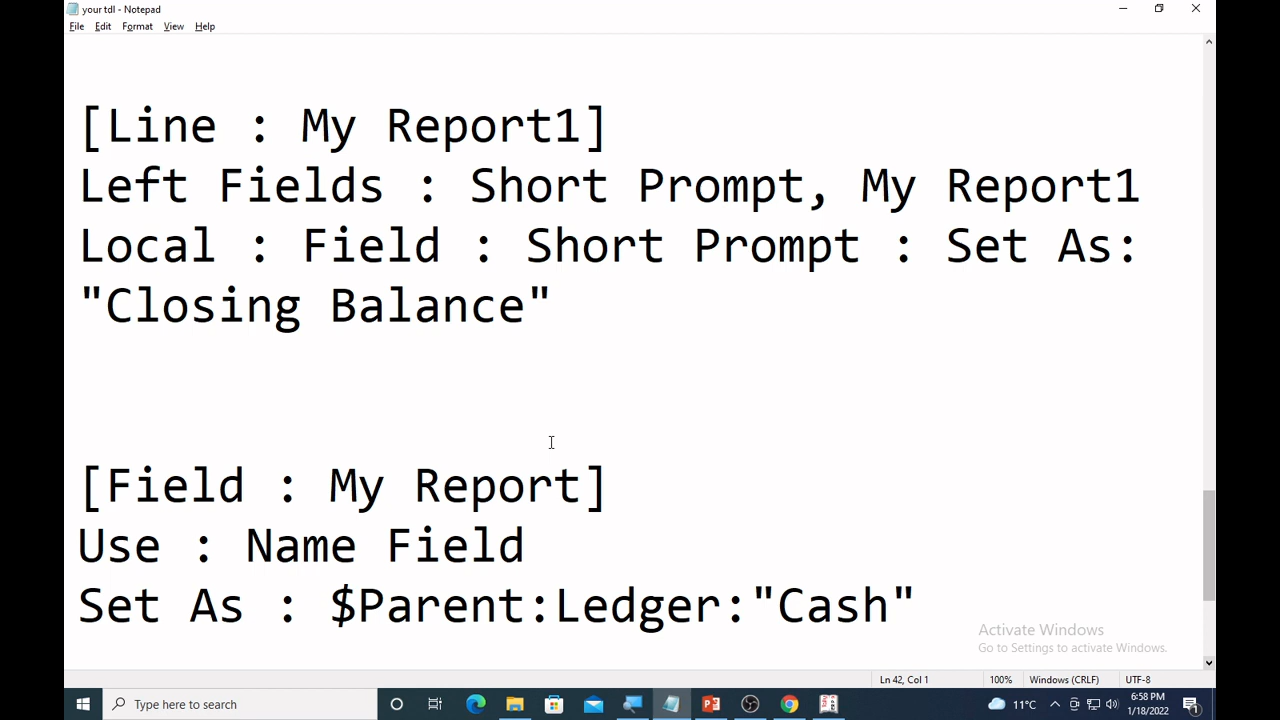 your tdl - Notepad
File Edit Format View Help
[Line : My Report1]
Left Fields : Short Prompt, My Report1
Local : Field : Short Prompt : Set As:
"Closing Balance"
[Field : My Report]
Use : Name Field
Set As : $Parent:Ledger:"Cash"
Activate Windows
Go to Settings to activate Windows.
Ln 42, Col 1 100% Windows (CRLF) UTF-8
Type here to search
11°C
6:58 PM
1/18/2022
1